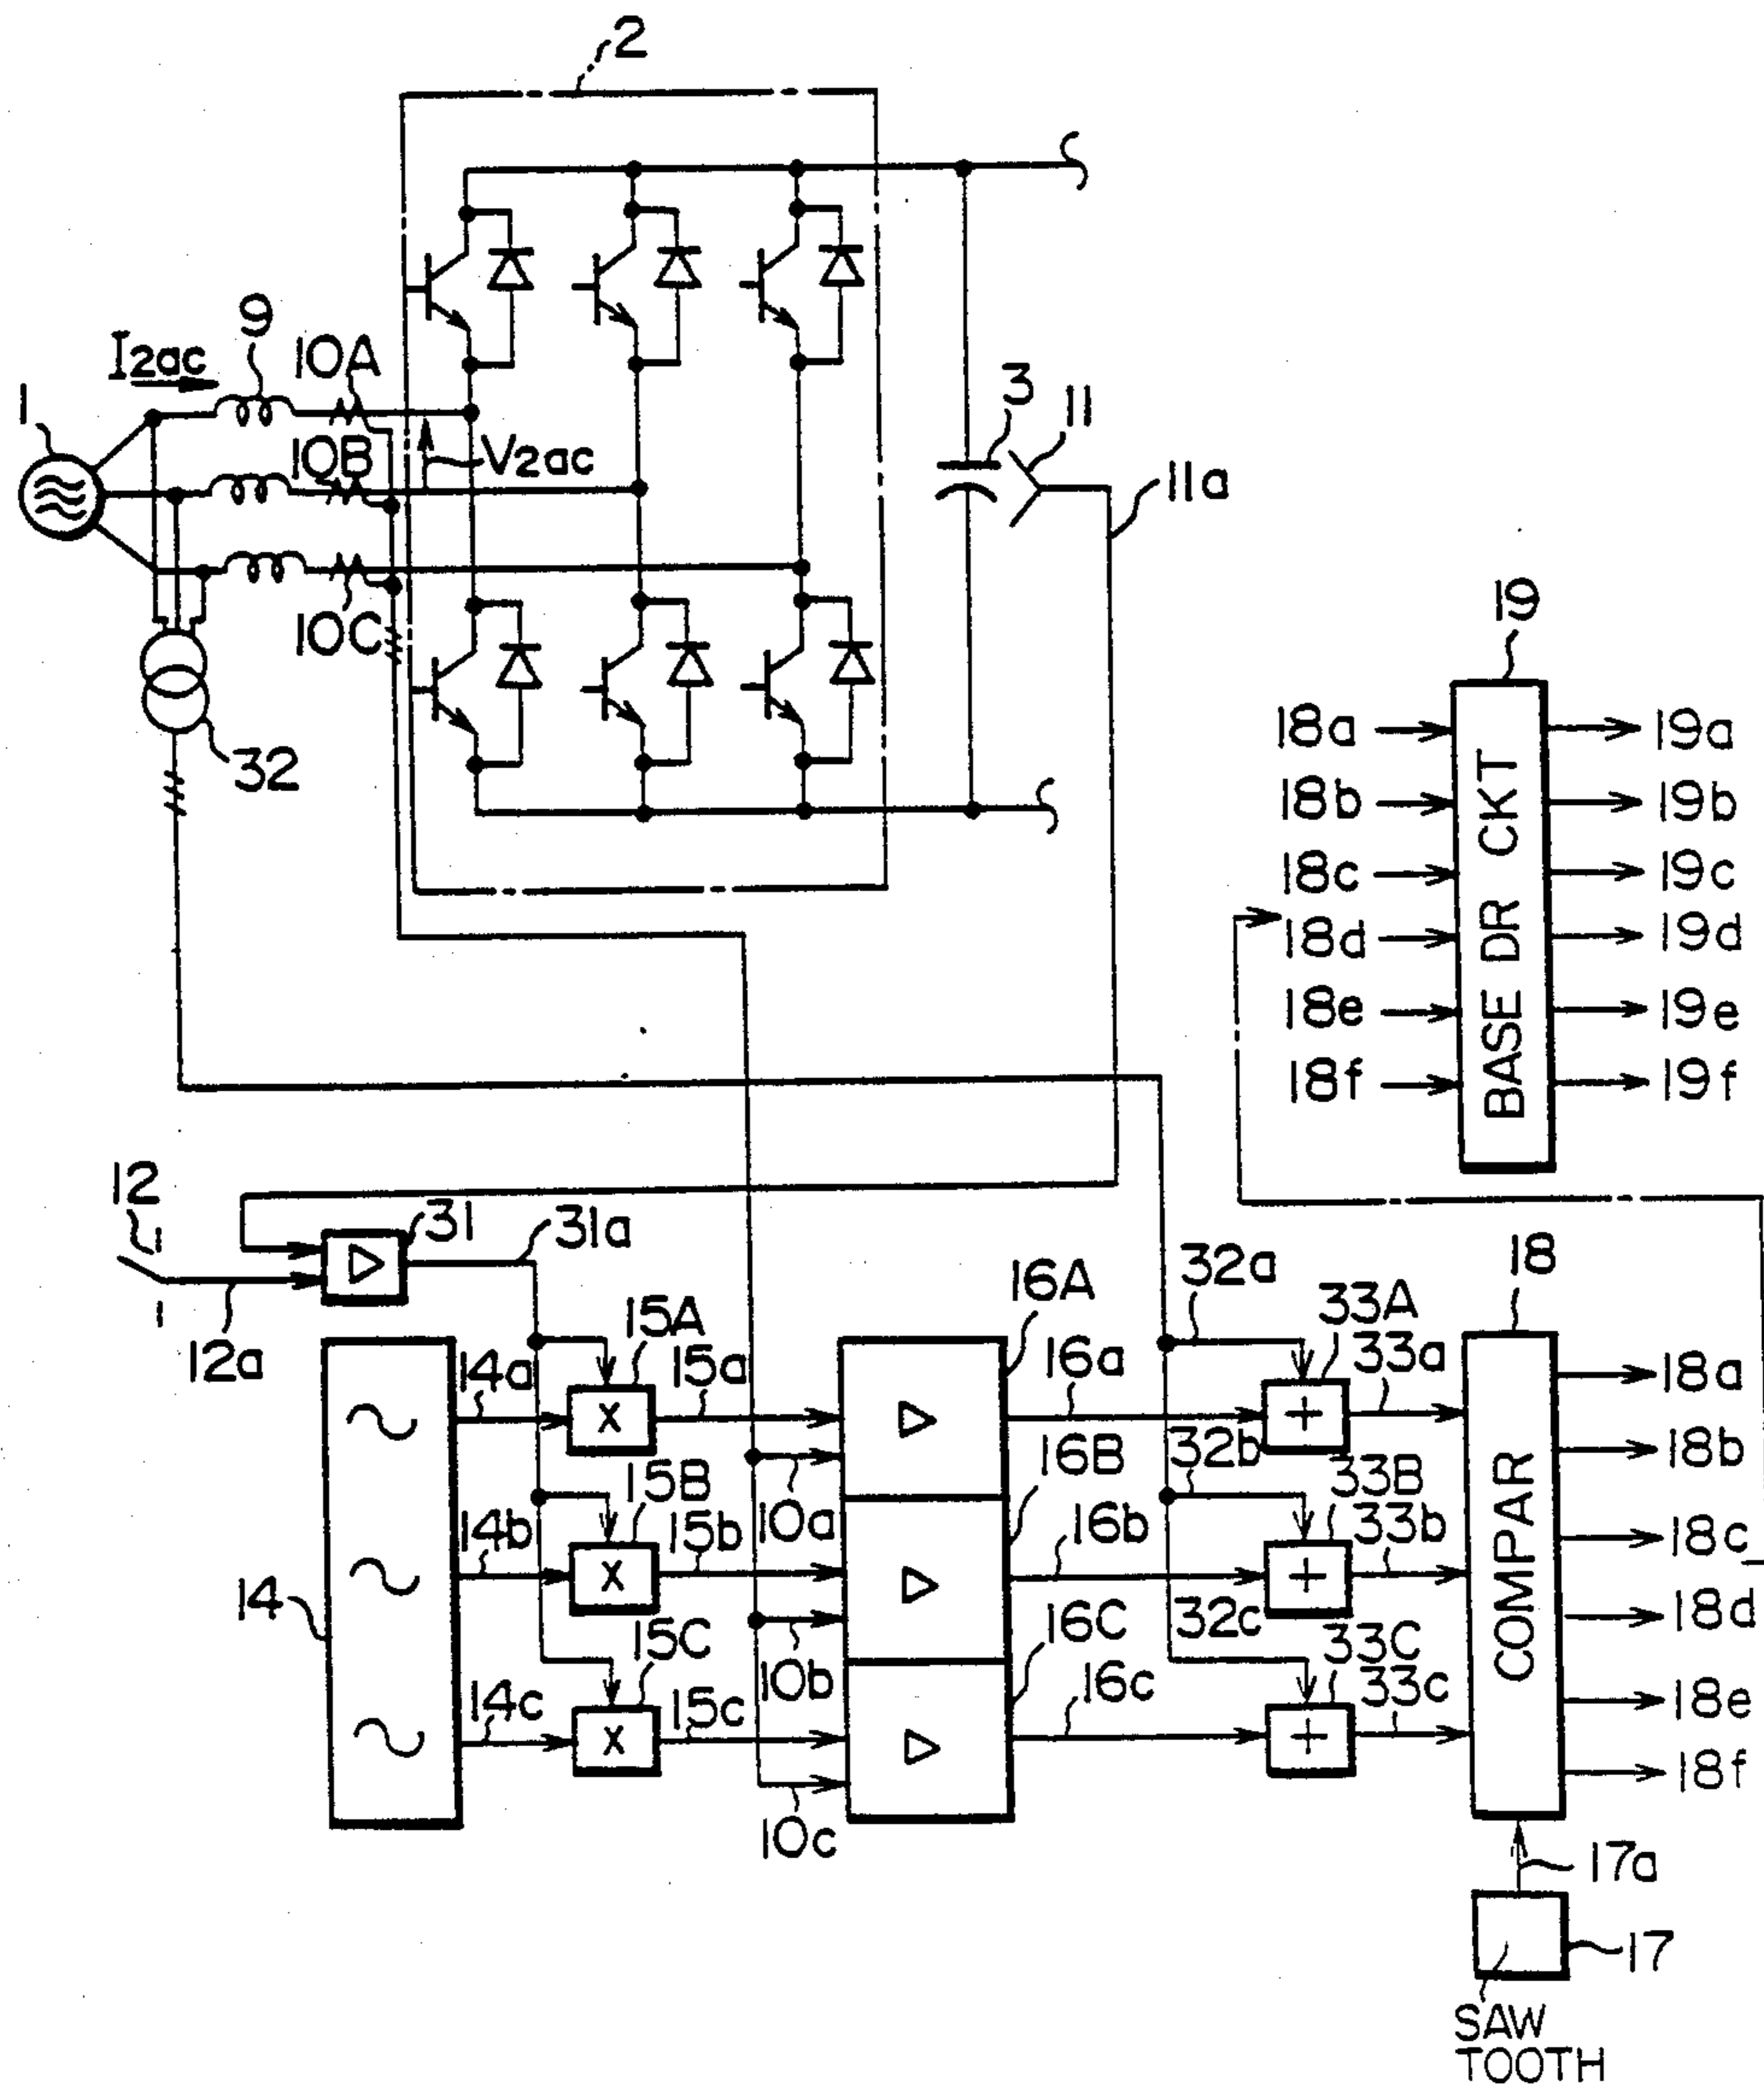 2
I2ac
9
10A
1
10B
V2ac
3
11
11a
10C
32
19
18a
18b
18c
18d
18e
18f
BASE DR CKT
19a
19b
19c
19d
19e
19f
12
12a
31
31a
14
14a
14b
14c
15A
15a
15B
15b
15C
15c
X
X
X
10a
10b
10c
16A
16a
16B
16b
16C
16c
32a
32b
32c
33A
33a
33B
33b
33C
33c
+
+
+
18
COMPAR
18a
18b
18c
18d
18e
18f
17a
17
SAW
TOOTH